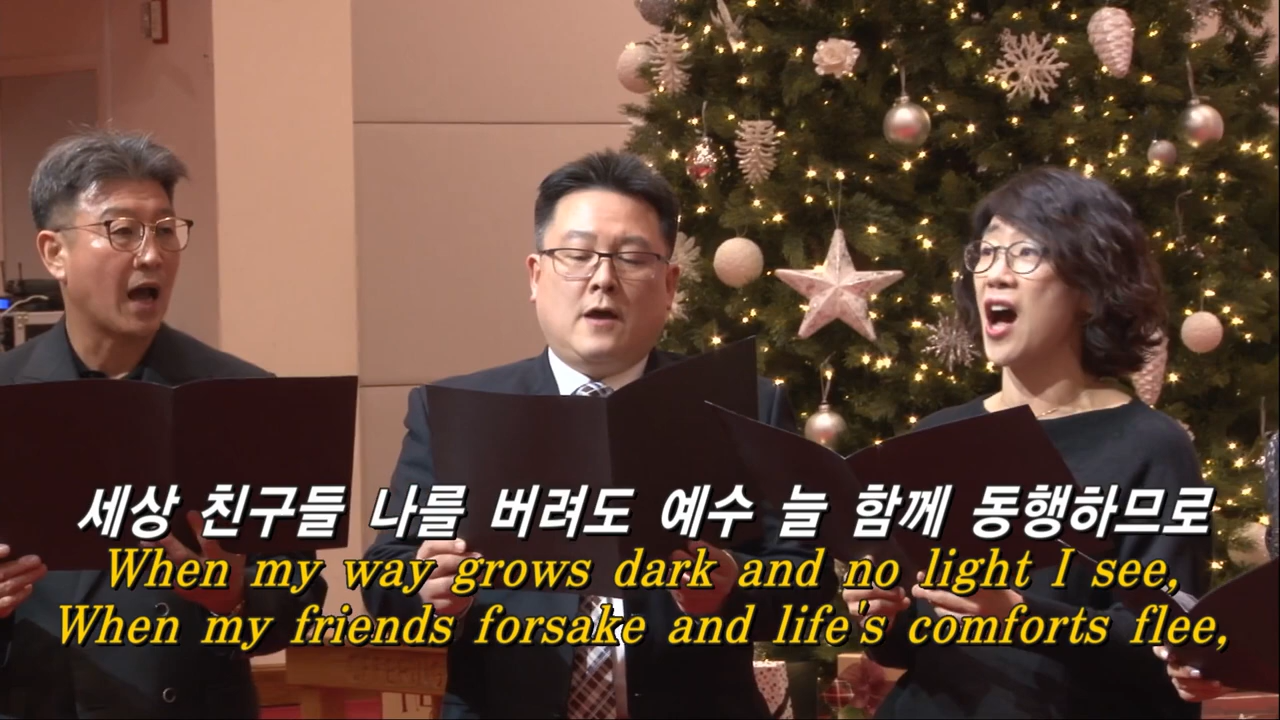 세상 친구들 나를 버려도 예수 늘 함께 동행하므로
When my way grows dark and no light I see,
When my friends forsake and life's comforts flee,